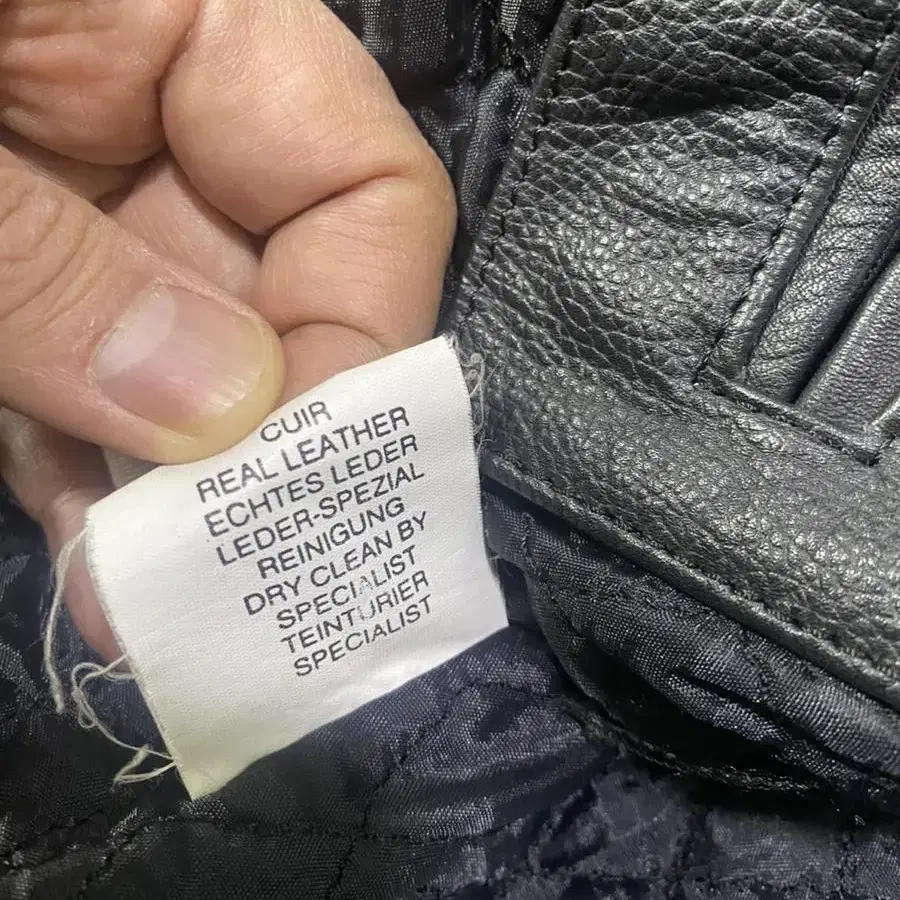 CUIR
REAL LEATHER
ECHTES LEDER
LEDER-SPEZIAL
REINIGUNG
DRY CLEAN BY
SPECIALIST
TEINTURIER
SPECIALIST